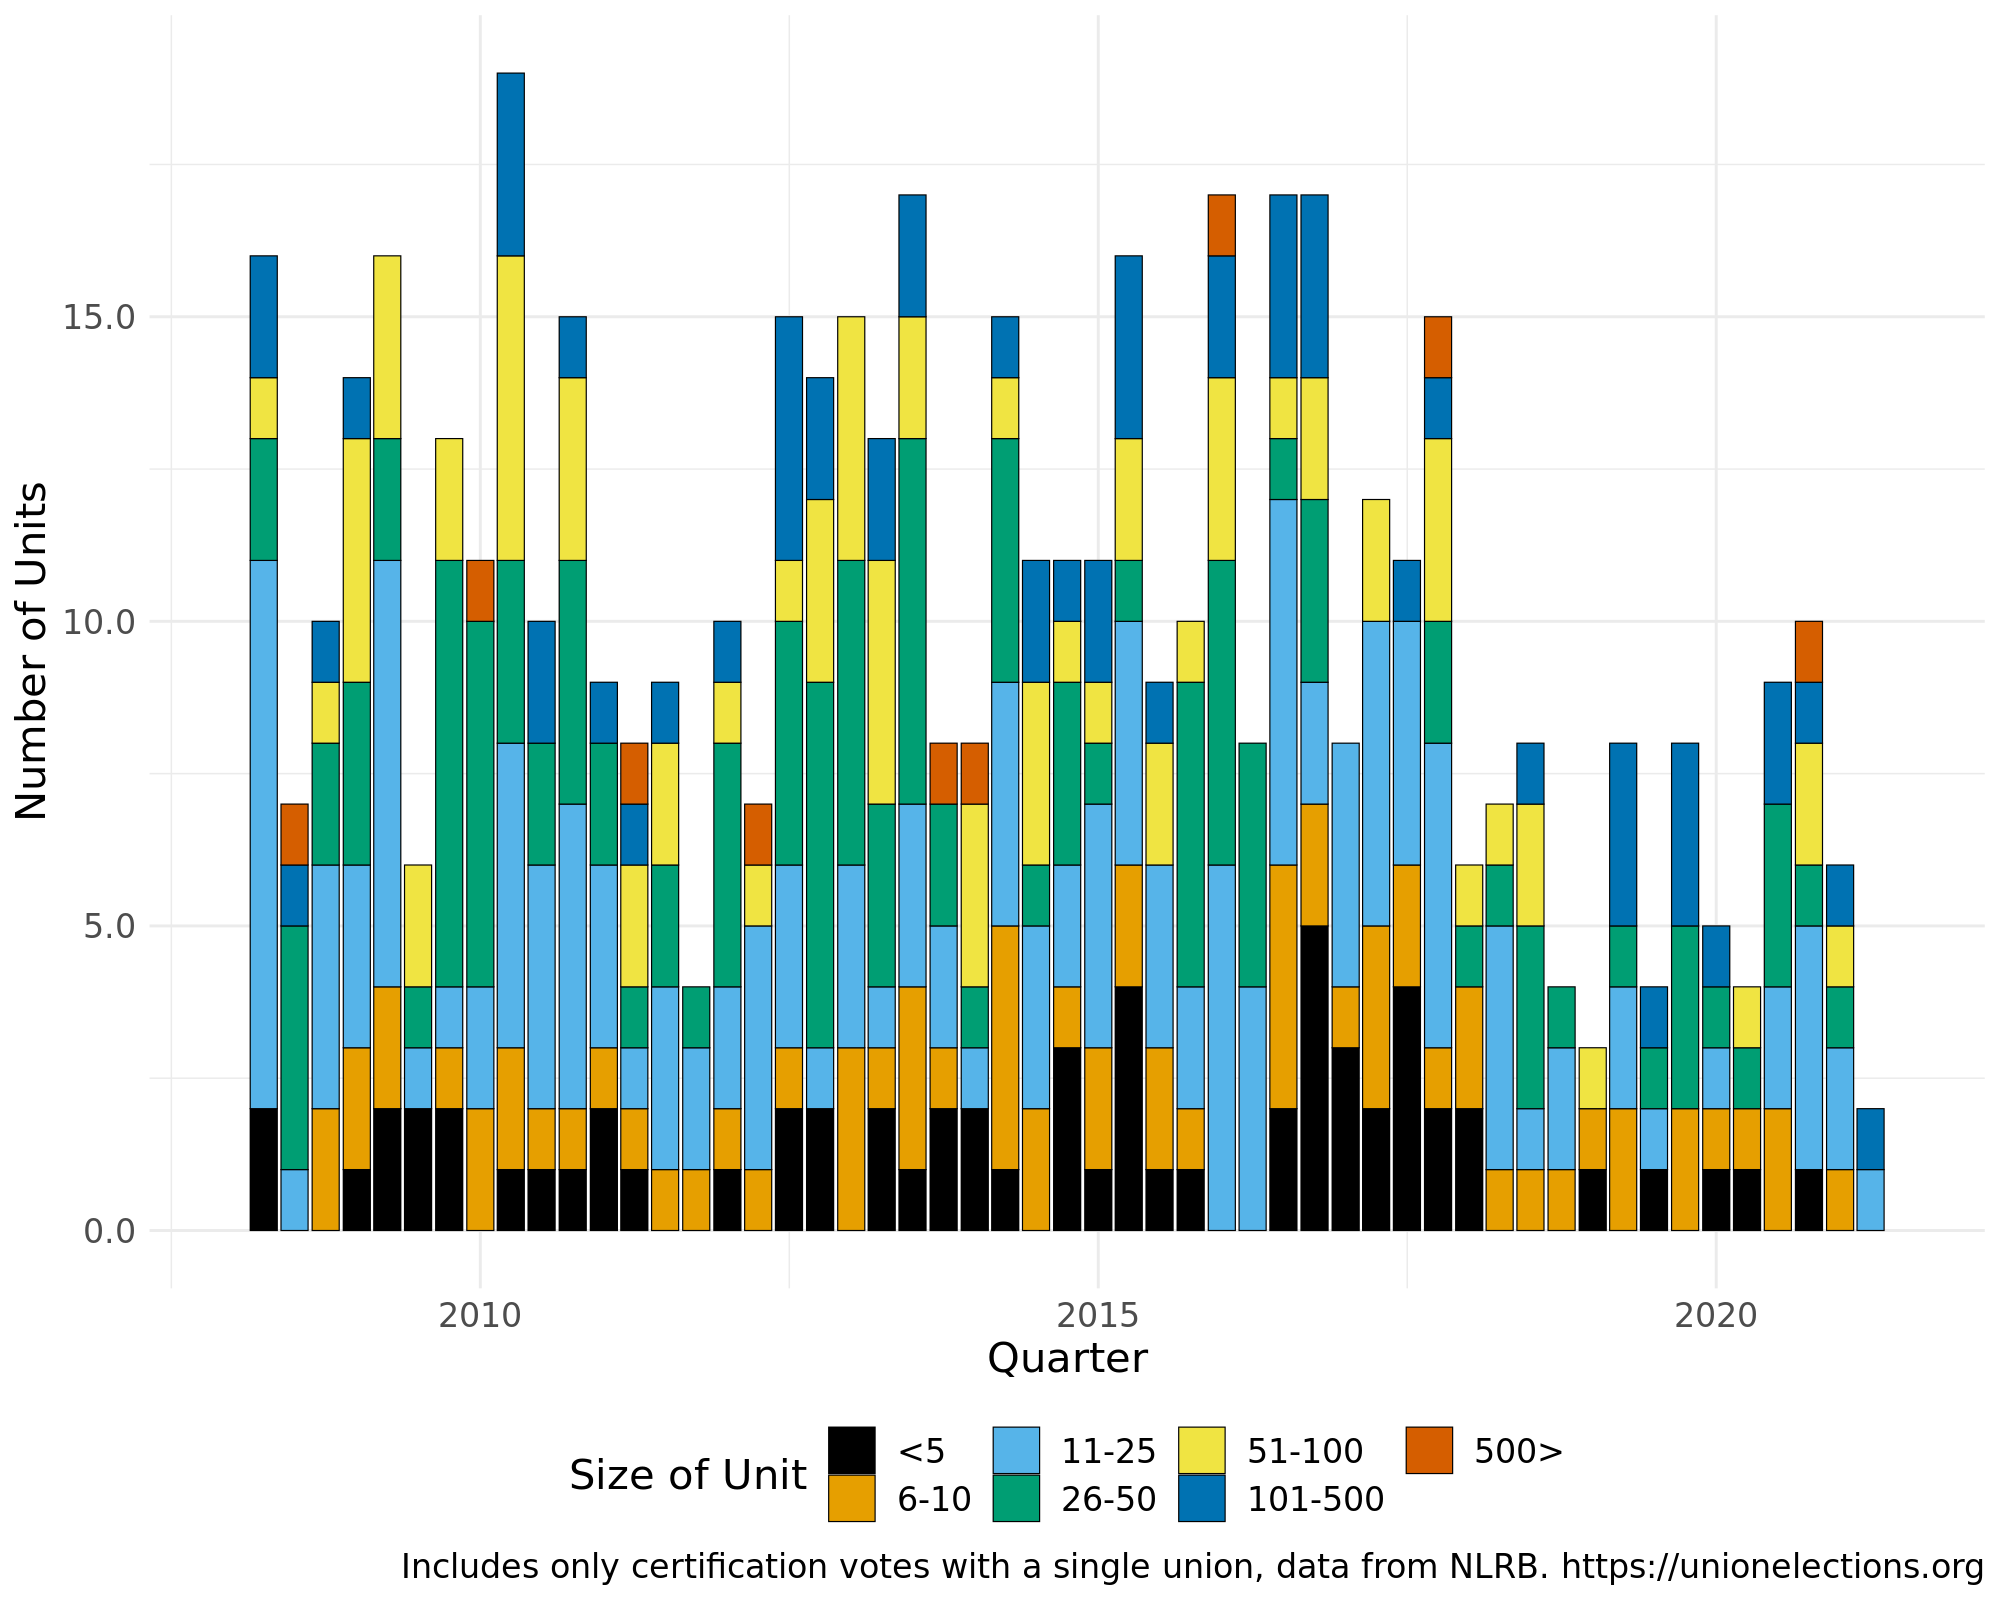 Number of Units
15.0
10.0
5.0
0.0
2010 2015 2020
Quarter
Size of Unit
<5 11-25 51-100 500>
6-10 26-50 101-500
Includes only certification votes with a single union, data from NLRB. https://unionelections.org